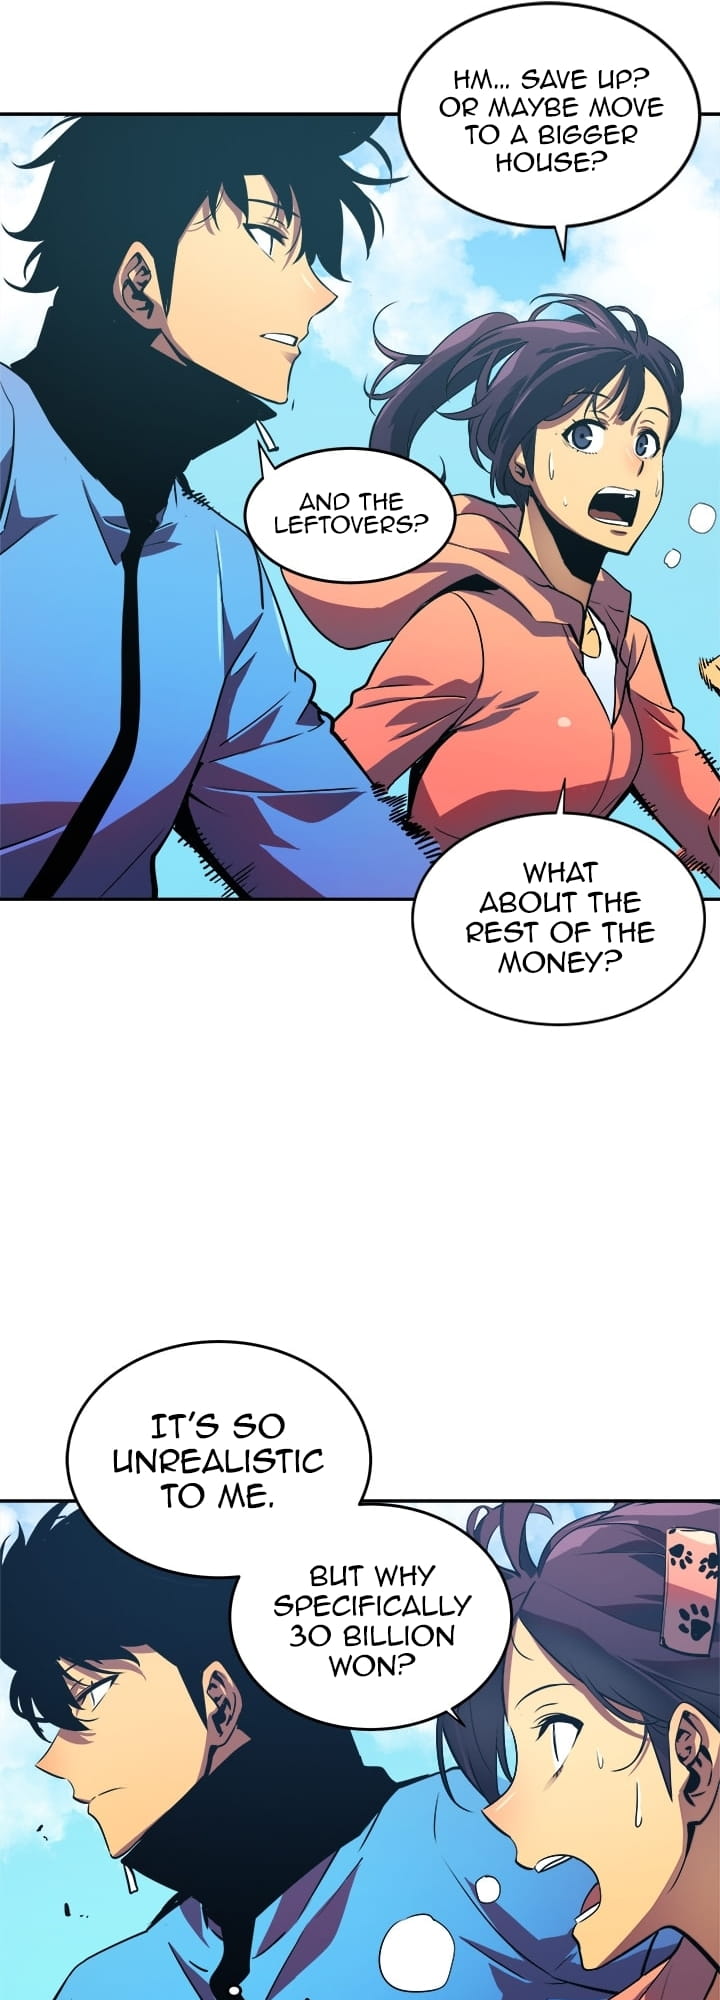 HM... SAVE UP?
OR MAYBE MOVE
TO A BIGGER
HOUSE?
AND THE
LEFTOVERS?
WHAT
ABOUT THE
REST OF THE
MONEY?
IT'S SO
UNREALISTIC
TO ME.
BUT WHY
SPECIFICALLY
30 BILLION
WON?